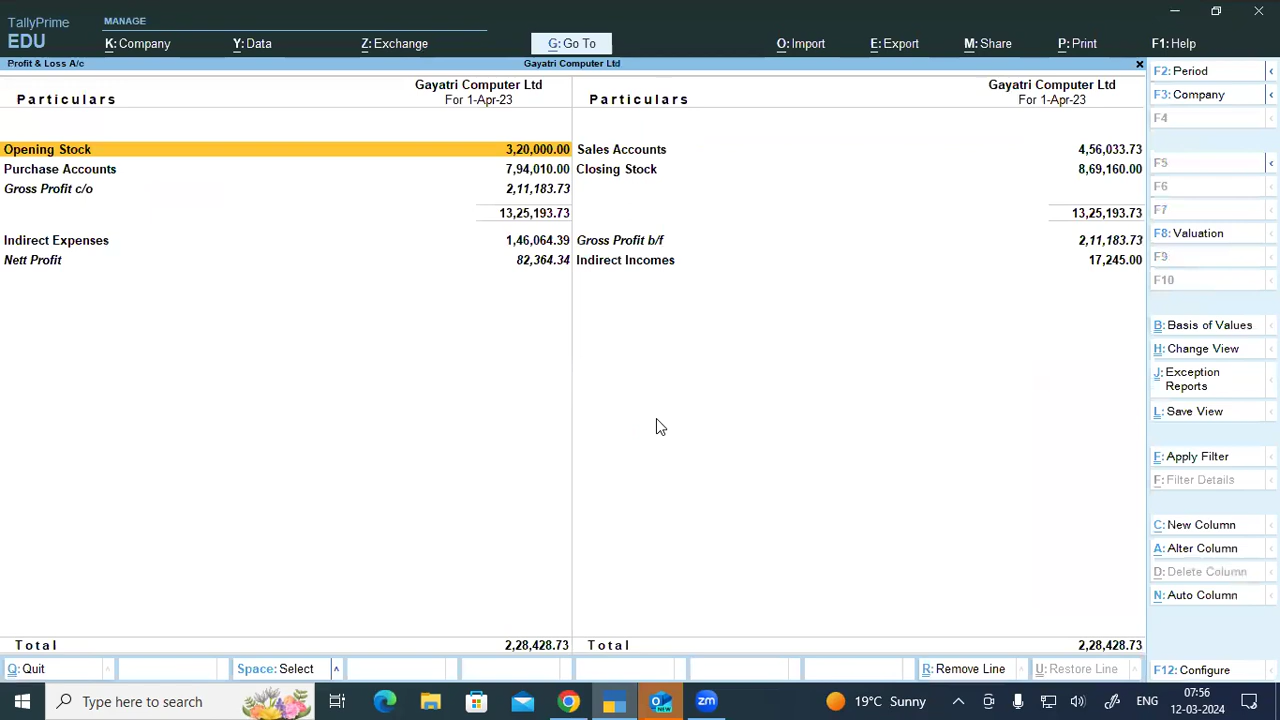 TallyPrime
EDU
MANAGE
K: Company
Y: Data
Z: Exchange
G: Go To
O: Import
E: Export
M: Share
P: Print
F1: Help
Profit & Loss A/c
Gayatri Computer Ltd
Particulars
Gayatri Computer Ltd
For 1-Apr-23
Particulars
Gayatri Computer Ltd
For 1-Apr-23
Opening Stock 3,20,000.00 Sales Accounts 4,56,033.73
Purchase Accounts 7,94,010.00 Closing Stock 8,69,160.00
Gross Profit c/o 2,11,183.73
13,25,193.73 13,25,193.73
Indirect Expenses 1,46,064.39 Gross Profit b/f 2,11,183.73
Nett Profit 82,364.34 Indirect Incomes 17,245.00
Total 2,28,428.73 Total 2,28,428.73
F2: Period
F3: Company
F4
F5
F6
F7
F8: Valuation
F9
F10
B: Basis of Values
H: Change View
J: Exception
Reports
L: Save View
F: Apply Filter
F: Filter Details
C: New Column
A: Alter Column
D: Delete Column
N: Auto Column
F12: Configure
Q: Quit
Space: Select
R: Remove Line
U: Restore Line
Type here to search
NEW
zm
19°C Sunny
ENG
07:56
12-03-2024